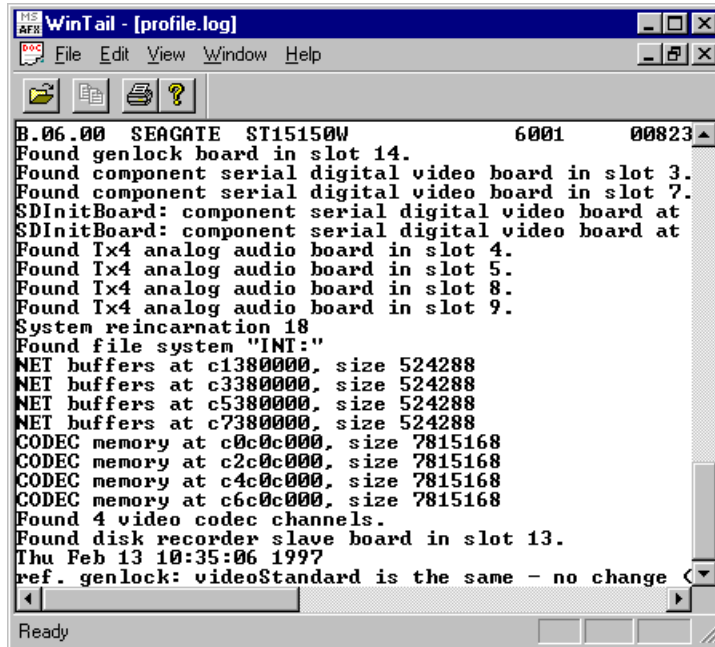 MS
AFX
WinTail - [profile.log]
DOC
File Edit View Window Help
B.06.00 SEAGATE ST15150W 6001 00823
Found genlock board in slot 14.
Found component serial digital video board in slot 3.
Found component serial digital video board in slot 7.
SDInitBoard: component serial digital video board at
SDInitBoard: component serial digital video board at
Found Tx4 analog audio board in slot 4.
Found Tx4 analog audio board in slot 5.
Found Tx4 analog audio board in slot 8.
Found Tx4 analog audio board in slot 9.
System reincarnation 18
Found file system "INT:"
NET buffers at c1380000, size 524288
NET buffers at c3380000, size 524288
NET buffers at c5380000, size 524288
NET buffers at c7380000, size 524288
CODEC memory at c0c0c000, size 7815168
CODEC memory at c2c0c000, size 7815168
CODEC memory at c4c0c000, size 7815168
CODEC memory at c6c0c000, size 7815168
Found 4 video codec channels.
Found disk recorder slave board in slot 13.
Thu Feb 13 10:35:06 1997
ref. genlock: videoStandard is the same - no change (
Ready